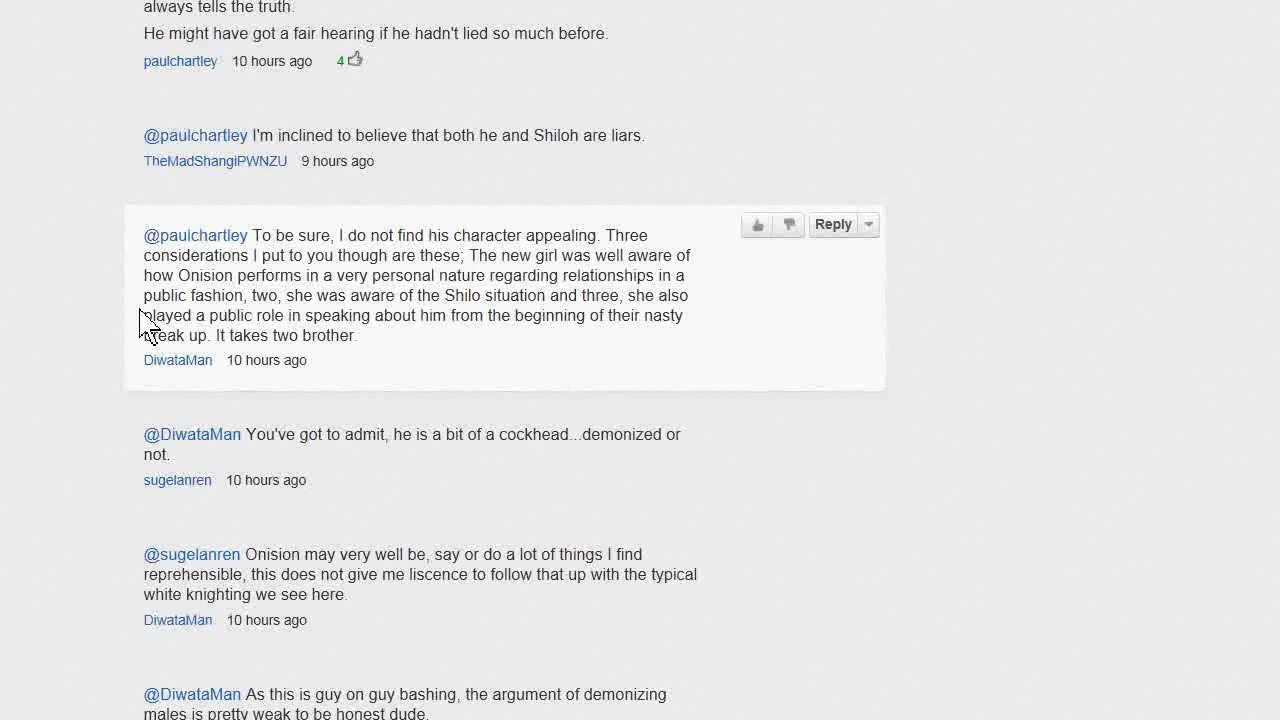 always tells the truth.
He might have got a fair hearing if he hadn't lied so much before.
paulchartley 10 hours ago 4
@paulchartley I'm inclined to believe that both he and Shiloh are liars.
TheMadShangiPWNZU 9 hours ago
@paulchartley To be sure, I do not find his character appealing. Three
Reply
considerations I put to you though are these; The new girl was well aware of
how Onision performs in a very personal nature regarding relationships in a
public fashion, two, she was aware of the Shilo situation and three, she also
played a public role in speaking about him from the beginning of their nasty
break up. It takes two brother.
DiwataMan 10 hours ago
@DiwataMan You've got to admit, he is a bit of a cockhead...demonized or
not.
sugelanren 10 hours ago
@sugelanren Onision may very well be, say or do a lot of things I find
reprehensible, this does not give me liscence to follow that up with the typical
white knighting we see here.
DiwataMan 10 hours ago
@DiwataMan As this is guy on guy bashing, the argument of demonizing
males is pretty weak to be honest dude.